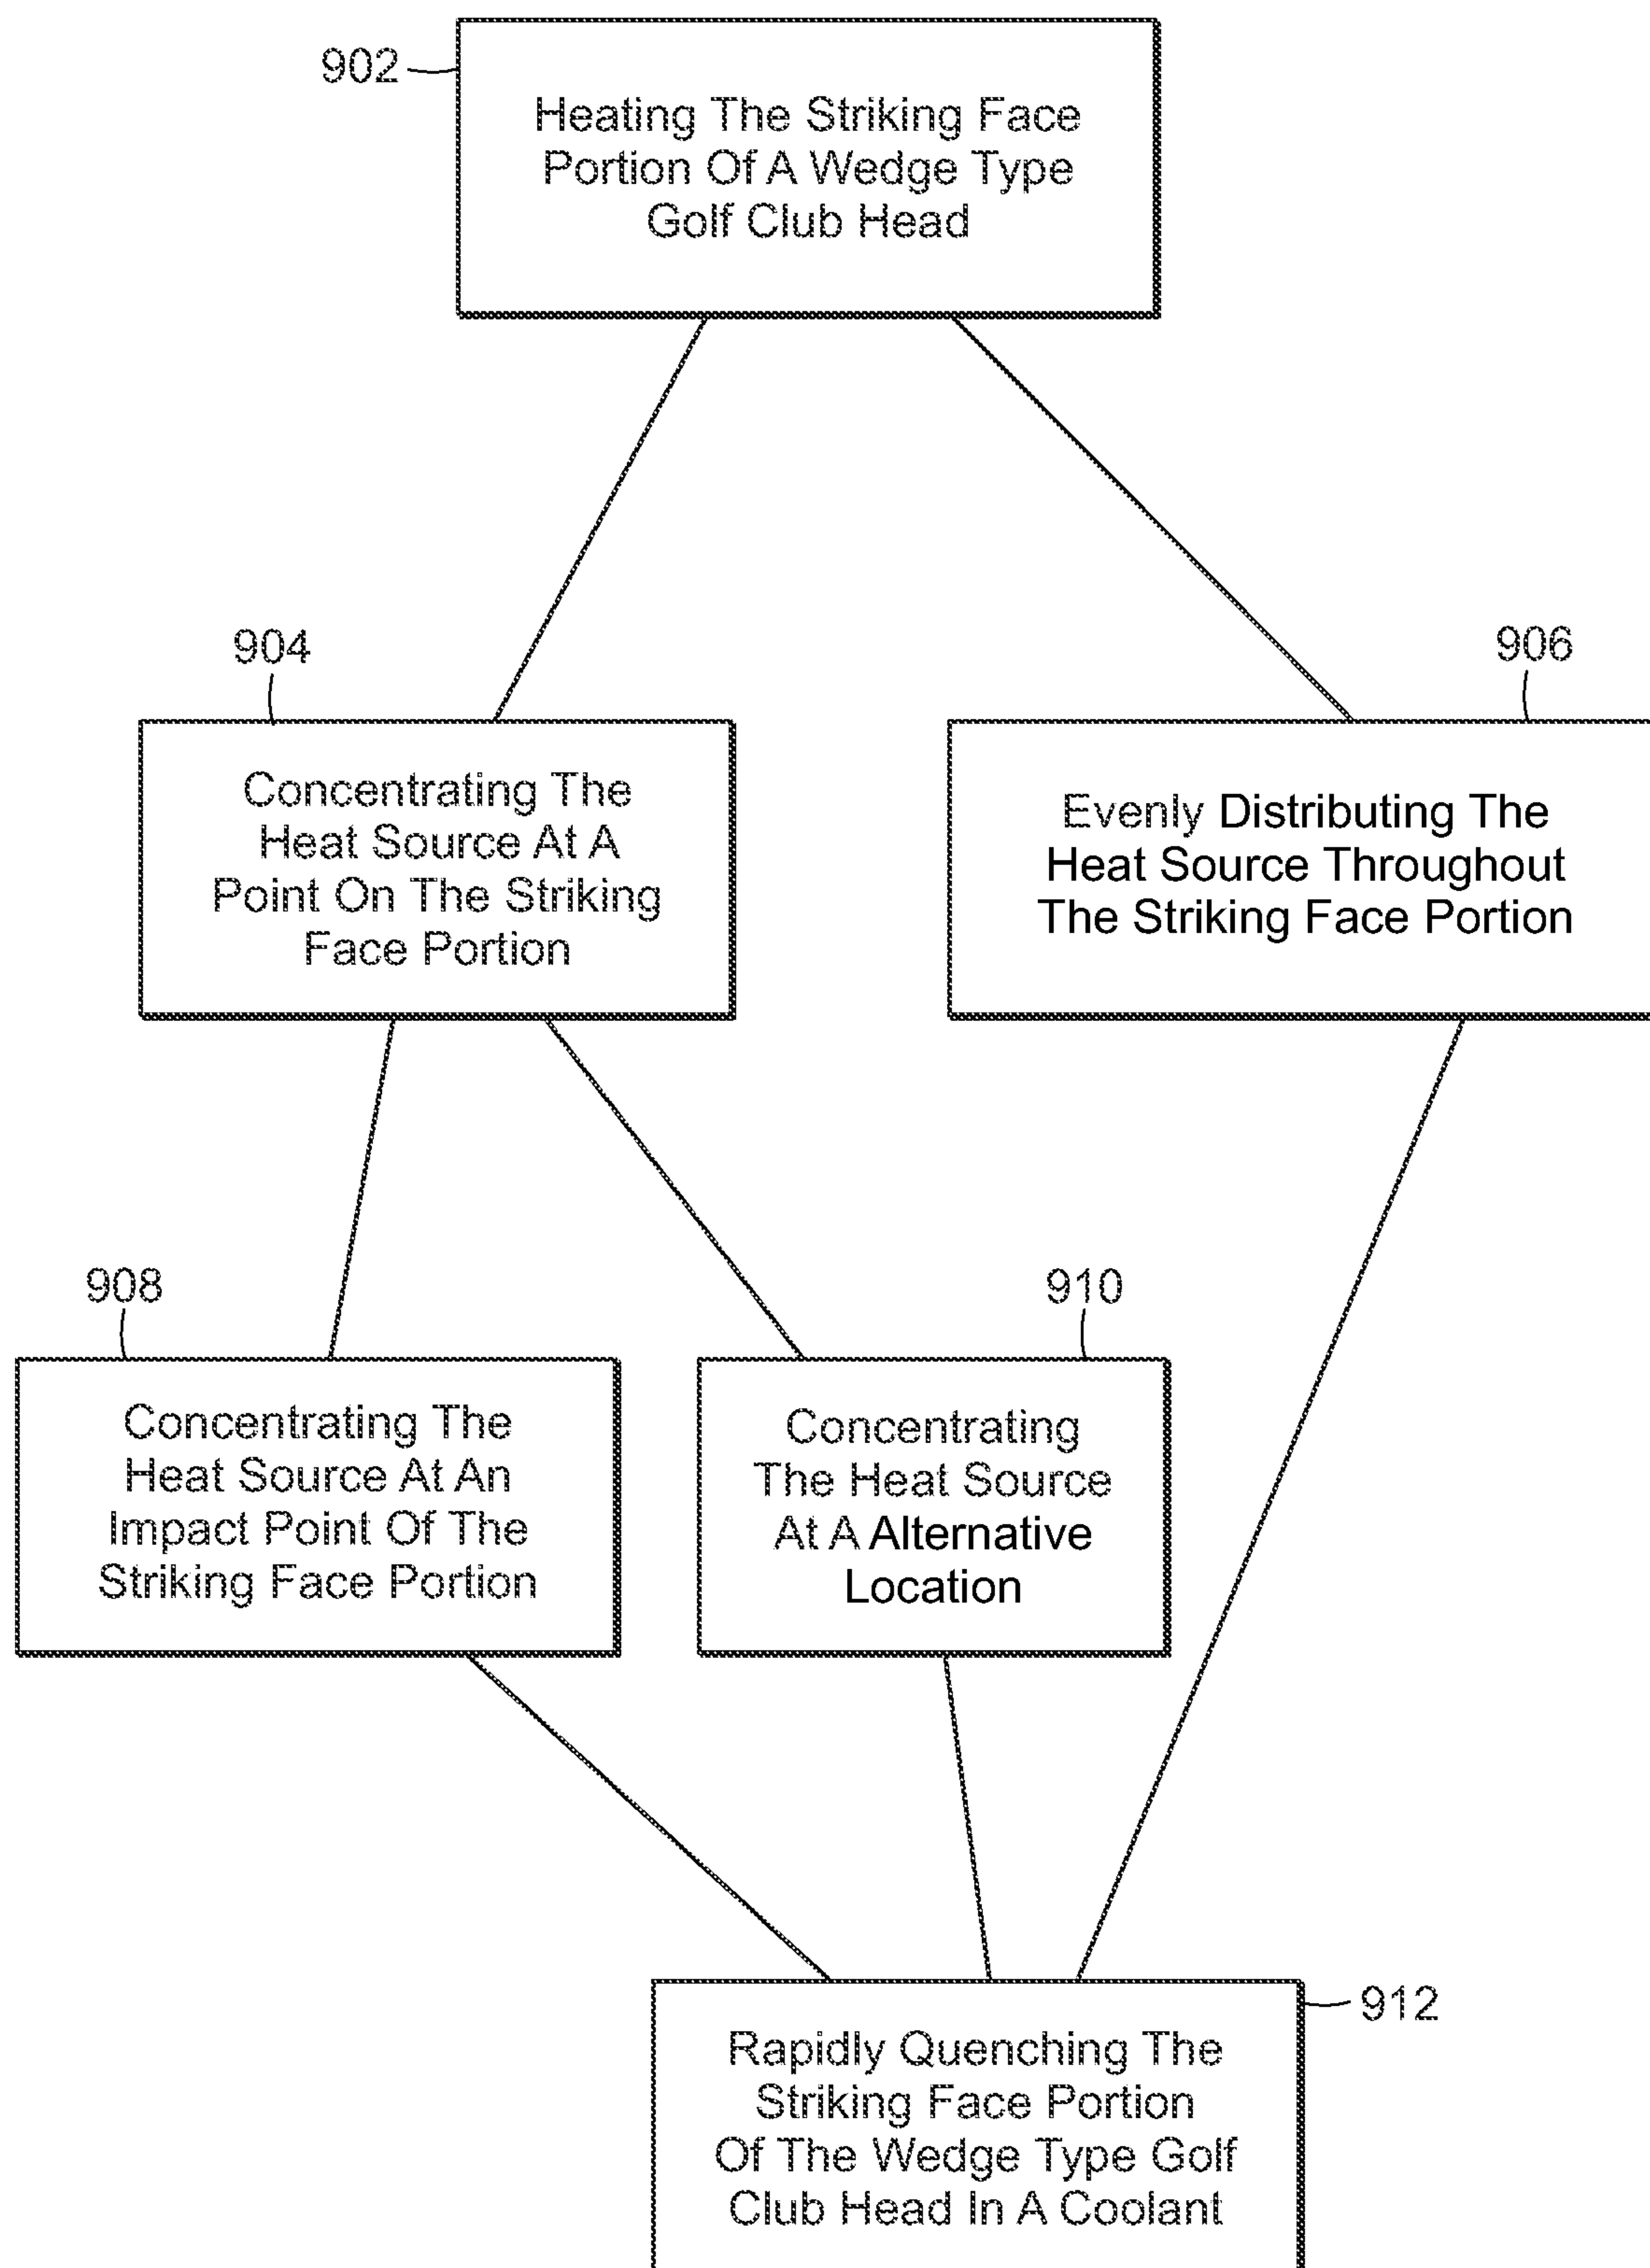 902
Heating The Striking Face
Portion Of A Wedge Type
Golf Club Head
904
Concentrating The
Heat Source At A
Point On The Striking
Face Portion
906
Evenly Distributing The
Heat Source Throughout
The Striking Face Portion
908
Concentrating The
Heat Source At An
Impact Point Of The
Striking Face Portion
910
Concentrating
The Heat Source
At A Alternative
Location
912
Rapidly Quenching The
Striking Face Portion
Of The Wedge Type Golf
Club Head In A Coolant